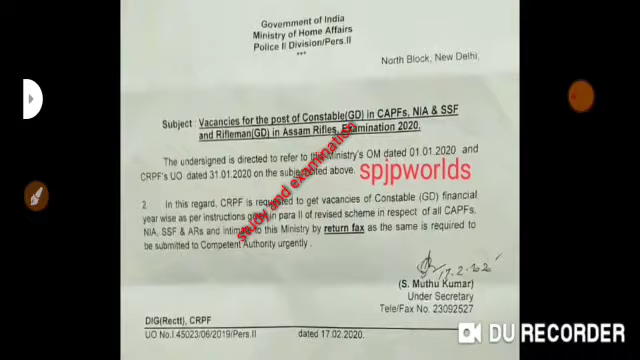 Government of India
Ministry of Home Affairs
Police II Division/Pers.II
***
North Block, New Delhi,
Subject : Vacancies for the post of Constable(GD) in CAPFs, NIA & SSF
and Rifleman(GD) in Assam Rifles, Examination 2020.
The undersigned is directed to refer to Ministry's OM dated 01.01.2020 and
CRPF's UO dated 31.01.2020 on the subject above.
spjpworlds
study and examination
2. In this regard, CRPF is requested to get vacancies of Constable (GD) financial
year wise as per instructions in para II of revised scheme in respect of all CAPFs,
NIA, SSF & ARs and to this Ministry by return fax as the same is required to
be submitted to Competent Authority urgently .
(S. Muthu Kumar)
Under Secretary
Tele/Fax No. 23092527
DIG(Rectt), CRPF
UO No.I.45023/06/2019/Pers.II dated 17.02.2020.
DU RECORDER